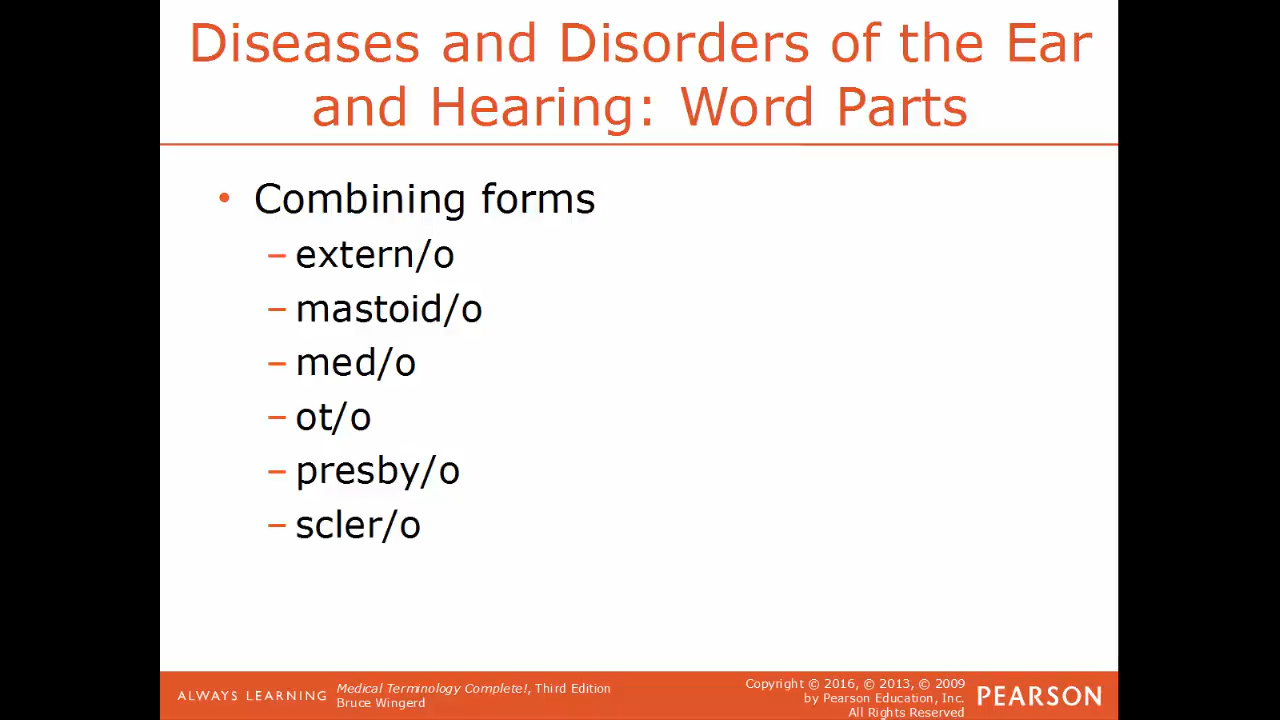 Diseases and Disorders of the Ear
and Hearing: Word Parts
• Combining forms
– extern/o
– mastoid/o
– med/o
– ot/o
– presby/o
– scler/o
ALWAYS LEARNING
Medical Terminology Complete!, Third Edition
Bruce Wingerd
Copyright © 2016, © 2013, © 2009
by Pearson Education, Inc.
All Rights Reserved
PEARSON